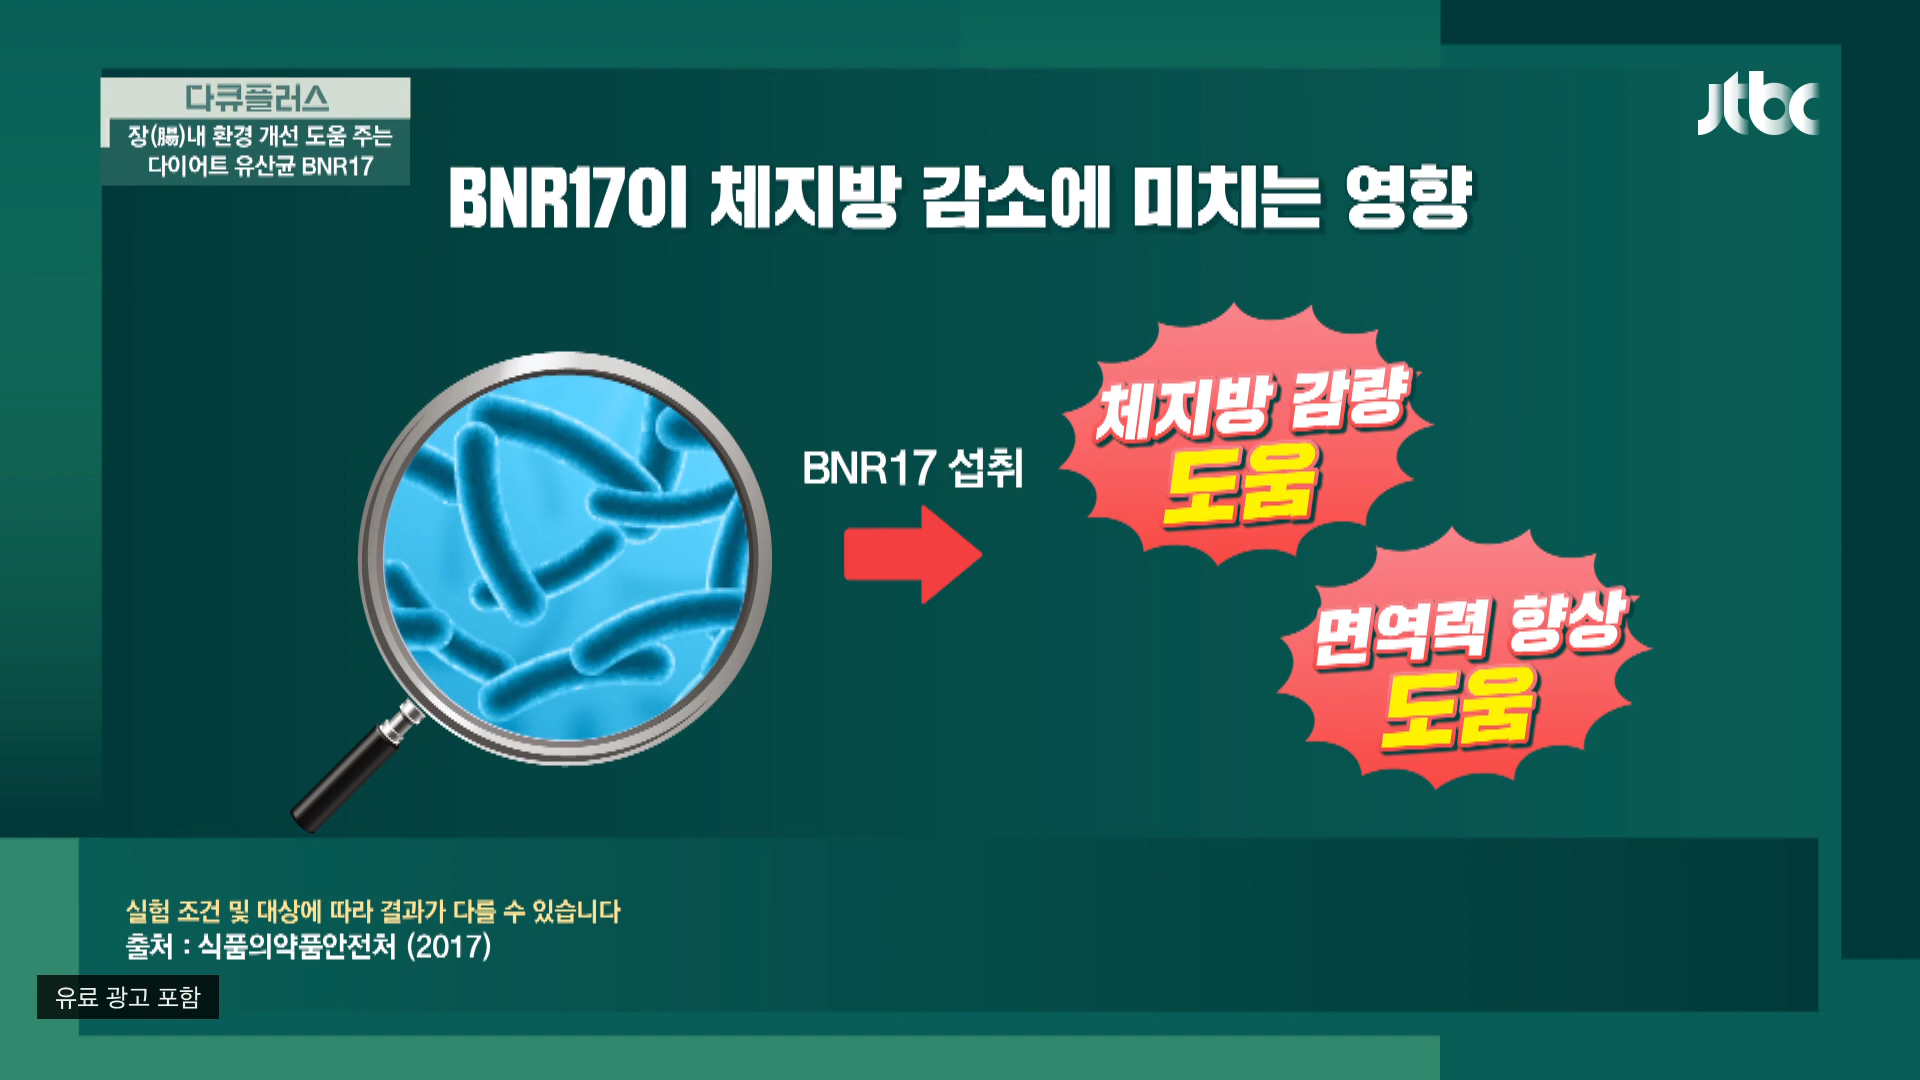 다큐플러스
장(腸)내 환경 개선 도움 주는
다이어트 유산균 BNR17
jtbc
BNR17이 체지방 감소에 미치는 영향
BNR17 섭취
체지방 감량
도움
면역력 향상
도움
실험 조건 및 대상에 따라 결과가 다를 수 있습니다
출처 : 식품의약품안전처 (2017)
유료 광고 포함